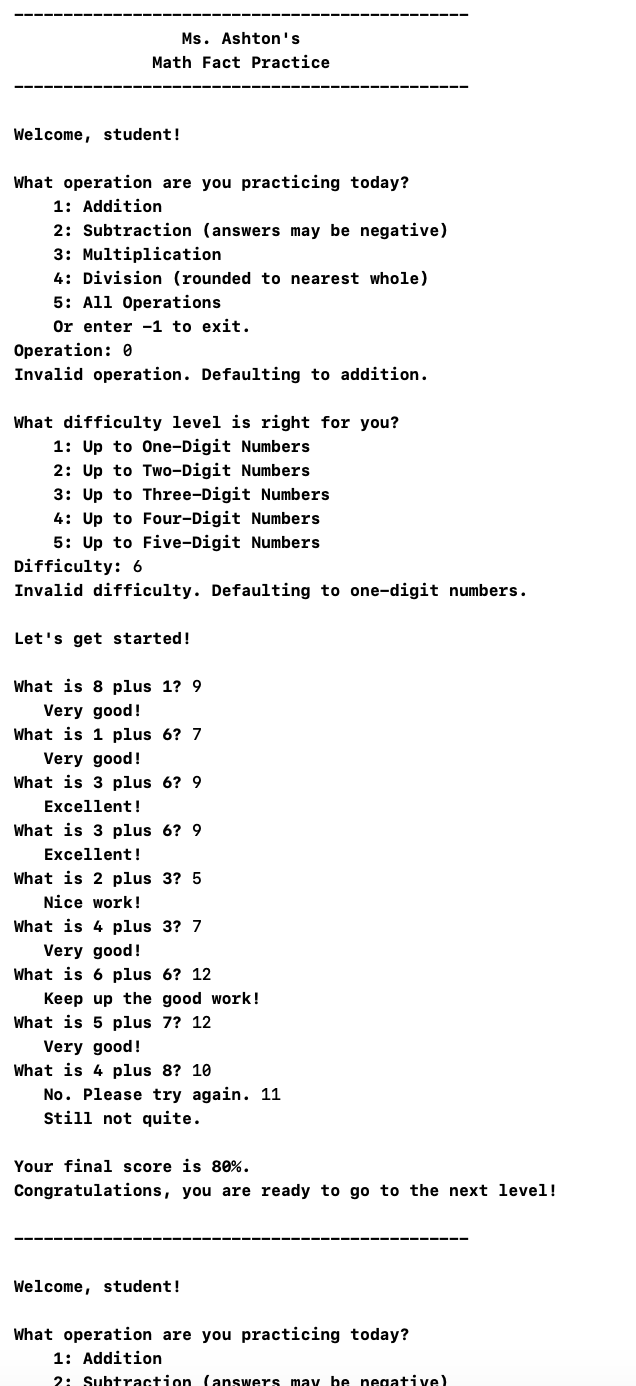 ----------------------------------------------
Ms. Ashton's
Math Fact Practice
----------------------------------------------
Welcome, student!
What operation are you practicing today?
1: Addition
2: Subtraction (answers may be negative)
3: Multiplication
4: Division (rounded to nearest whole)
5: All Operations
Or enter -1 to exit.
Operation: 0
Invalid operation. Defaulting to addition.
What difficulty level is right for you?
1: Up to One-Digit Numbers
2: Up to Two-Digit Numbers
3: Up to Three-Digit Numbers
4: Up to Four-Digit Numbers
5: Up to Five-Digit Numbers
Difficulty: 6
Invalid difficulty. Defaulting to one-digit numbers.
Let's get started!
What is 8 plus 1? 9
Very good!
What is 1 plus 6? 7
Very good!
What is 3 plus 6? 9
Excellent!
What is 3 plus 6? 9
Excellent!
What is 2 plus 3? 5
Nice work!
What is 4 plus 3? 7
Very good!
What is 6 plus 6? 12
Keep up the good work!
What is 5 plus 7? 12
Very good!
What is 4 plus 8? 10
No. Please try again. 11
Still not quite.
Your final score is 80%.
Congratulations, you are ready to go to the next level!
----------------------------------------------
Welcome, student!
What operation are you practicing today?
1: Addition
2: Subtraction (answers may be negative)